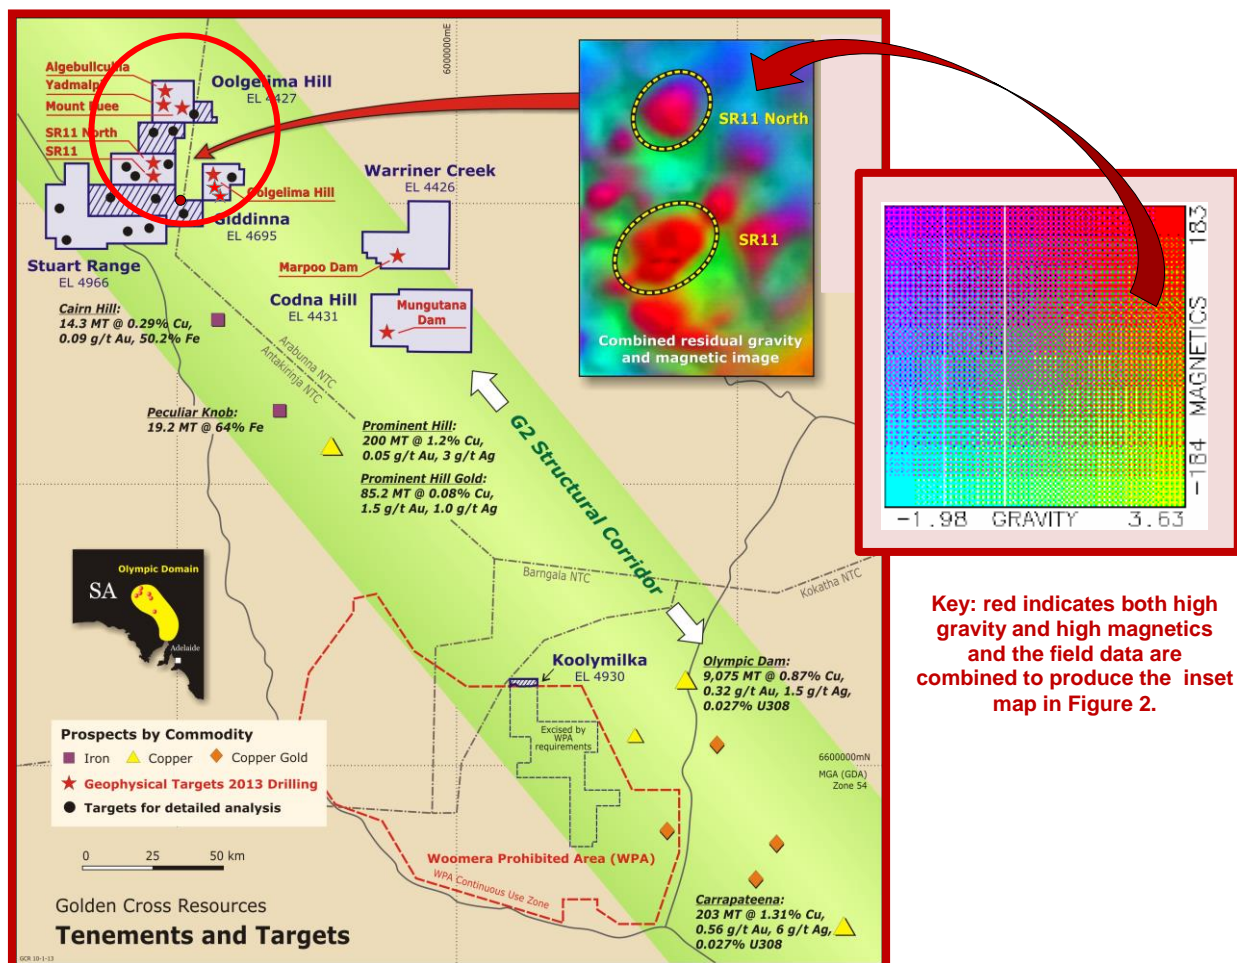 6000000mE
Algebullcullia
Yadmalpi
Mount Euee
SR11 North
SR11
Oolgelima Hill
EL 4427
Oolgelima Hill
Giddinna
EL 4695
Stuart Range
EL 4966
Warriner Creek
EL 4426
Marpoo Dam
Codna Hill
EL 4431
Mungutana
Dam
SR11 North
SR11
Combined residual gravity
and magnetic image
Cairn Hill:
14.3 MT @ 0.29% Cu,
0.09 g/t Au, 50.2% Fe
Arabunna NTC
Antakirinja NTC
Peculiar Knob:
19.2 MT @ 64% Fe
Prominent Hill:
200 MT @ 1.2% Cu,
0.05 g/t Au, 3 g/t Ag
Prominent Hill Gold:
85.2 MT @ 0.08% Cu,
1.5 g/t Au, 1.0 g/t Ag
G2 Structural Corridor
Barngala NTC
Kokatha NTC
Olympic Domain
SA
Adelaide
Koolymilka
EL 4930
Excised by
WPA
requirements
Olympic Dam:
9,075 MT @ 0.87% Cu,
0.32 g/t Au, 1.5 g/t Ag,
0.027% U308
Prospects by Commodity
Iron
Copper
Copper Gold
Geophysical Targets 2013 Drilling
Targets for detailed analysis
6600000mN
MGA (GDA)
Zone 54
0 25 50 km
Woomera Prohibited Area (WPA)
WPA Continuous Use Zone
Carrapateena:
203 MT @ 1.31% Cu,
0.56 g/t Au, 6 g/t Ag,
0.027% U308
Golden Cross Resources
Tenements and Targets
GCR 10-1-13
-184 MAGNETICS 183
-1.98 GRAVITY 3.63
Key: red indicates both high
gravity and high magnetics
and the field data are
combined to produce the inset
map in Figure 2.